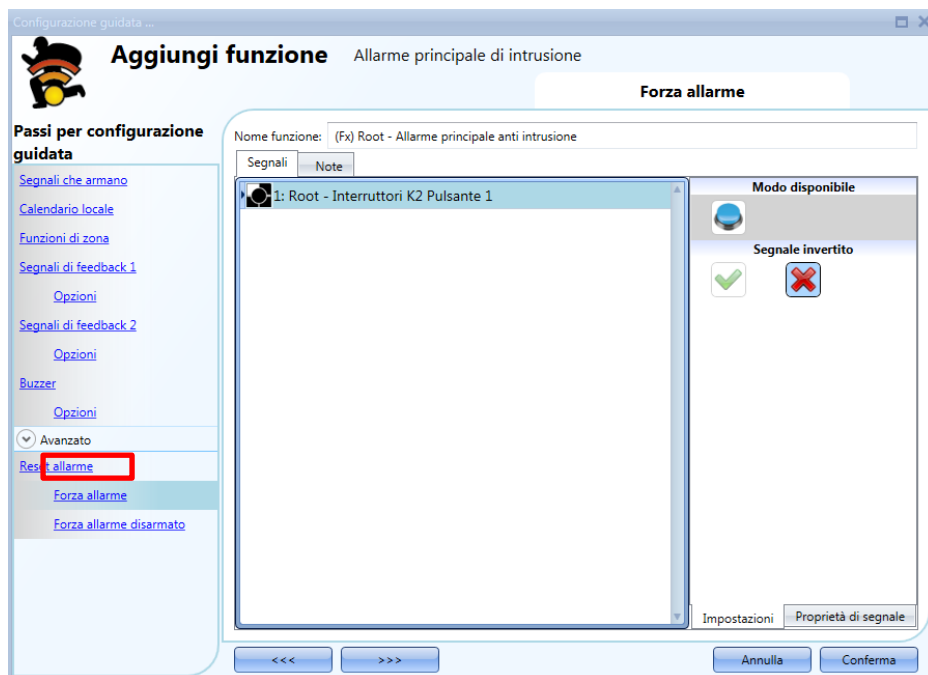 Configurazione guidata ...
Aggiungi funzione
Allarme principale di intrusione
Forza allarme
Passi per configurazione
guidata
Segnali che armano
Calendario locale
Funzioni di zona
Segnali di feedback 1
Opzioni
Segnali di feedback 2
Opzioni
Buzzer
Opzioni
Avanzato
Reset allarme
Forza allarme
Forza allarme disarmato
Nome funzione: (Fx) Root - Allarme principale anti intrusione
Segnali Note
1: Root - Interruttori K2 Pulsante 1
Modo disponibile
Segnale invertito
Impostazioni Proprietà di segnale
<<< >>> Annulla Conferma